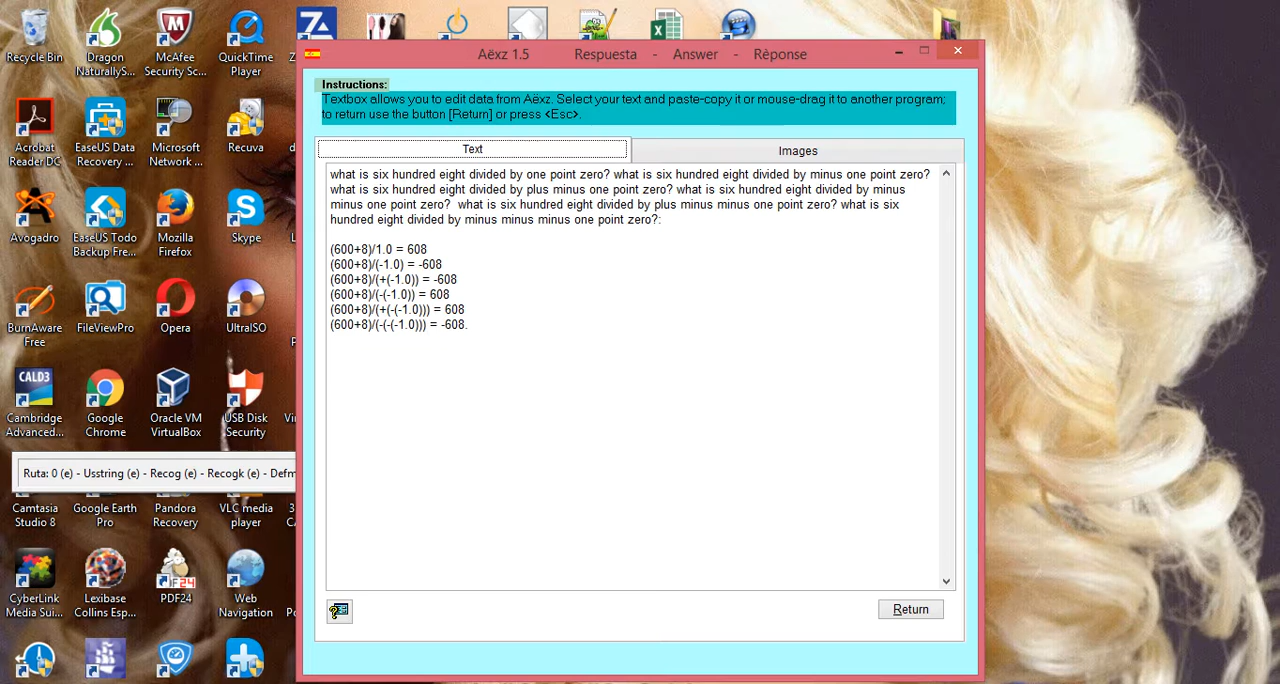 Recycle Bin
Dragon NaturallyS...
McAfee Security Sc...
QuickTime Player
Acrobat Reader DC
EaseUS Data Recovery ...
Microsoft Network ...
Recuva
Avogadro
EaseUS Todo Backup Fre...
Mozilla Firefox
Skype
BurnAware Free
FileViewPro
Opera
UltraISO
CALD3
Cambridge Advanced...
Google Chrome
Oracle VM VirtualBox
USB Disk Security
Ruta: 0 (e) - Usstring (e) - Recog (e) - Recogk (e) - Defm
Camtasia Studio 8
Google Earth Pro
Pandora Recovery
VLC media player
CyberLink Media Sui...
Lexibase Collins Esp...
PDF24
Web Navigation
Aëxz 1.5 Respuesta - Answer - Rèponse
Instructions:
Textbox allows you to edit data from Aëxz. Select your text and paste-copy it or mouse-drag it to another program;
to return use the button [Return] or press <Esc>.
Text
Images
what is six hundred eight divided by one point zero? what is six hundred eight divided by minus one point zero?
what is six hundred eight divided by plus minus one point zero? what is six hundred eight divided by minus
minus one point zero?  what is six hundred eight divided by plus minus minus one point zero? what is six
hundred eight divided by minus minus minus one point zero?:
(600+8)/1.0 = 608
(600+8)/(-1.0) = -608
(600+8)/(+(-1.0)) = -608
(600+8)/(-(-1.0)) = 608
(600+8)/(+(-(-1.0))) = 608
(600+8)/(-(-(-1.0))) = -608.
Return